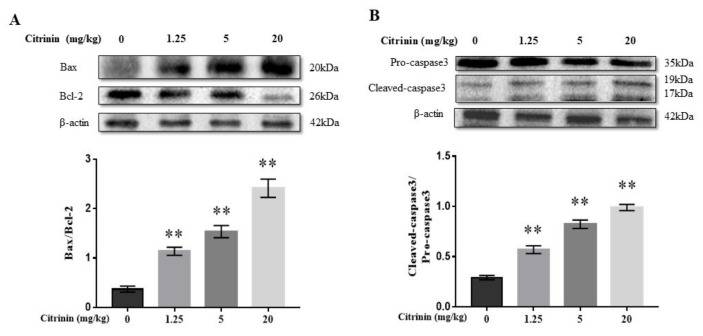 A
Citrinin (mg/kg) 0 1.25 5 20
Bax 20kDa
Bcl-2 26kDa
β-actin 42kDa
**
**
**
3
2
1
0
Bax/Bcl-2
Citrinin (mg/kg) 0 1.25 5 20
B
Citrinin (mg/kg) 0 1.25 5 20
Pro-caspase3 35kDa
Cleaved-caspase3 19kDa
17kDa
β-actin 42kDa
**
**
**
1.5
1.0
0.5
0.0
Cleaved-caspase3/
Pro-caspase3
Citrinin (mg/kg) 0 1.25 5 20